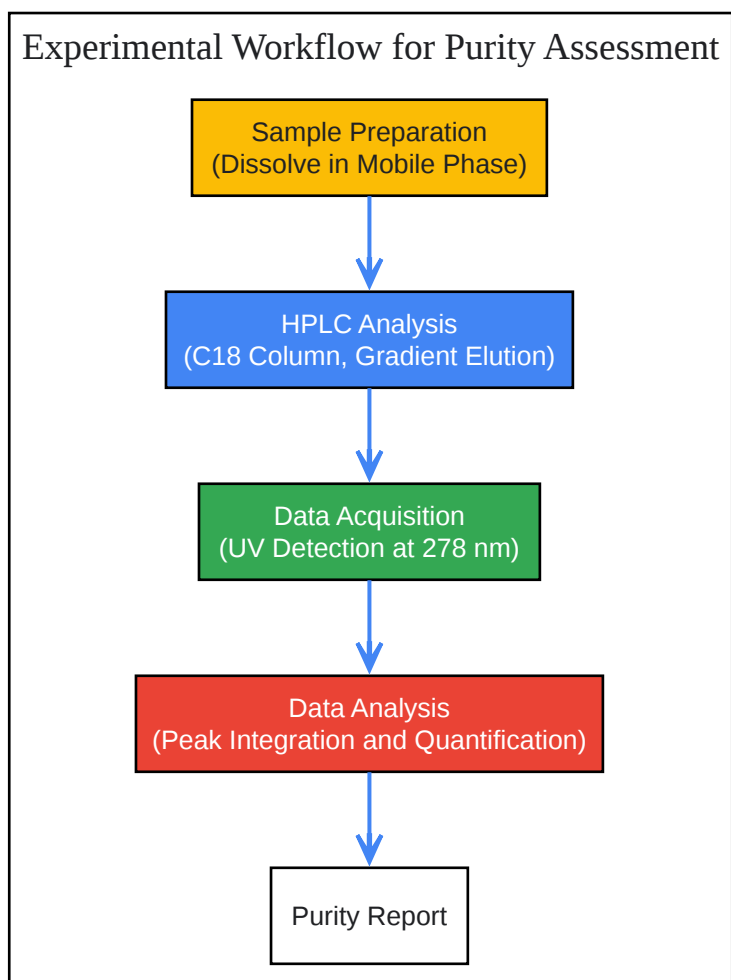 Experimental Workflow for Purity Assessment
Sample Preparation
(Dissolve in Mobile Phase)
HPLC Analysis
(C18 Column, Gradient Elution)
Data Acquisition
(UV Detection at 278 nm)
Data Analysis
(Peak Integration and Quantification)
Purity Report